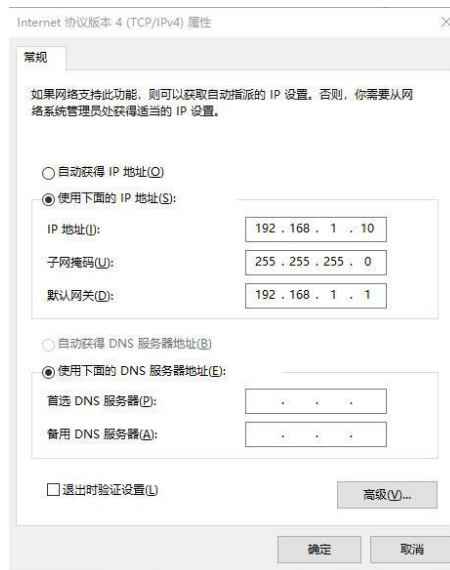 Internet 协议版本 4 (TCP/IPv4) 属性
常规
如果网络支持此功能，则可以获取自动指派的 IP 设置。否则，你需要从网
络系统管理员处获得适当的 IP 设置。
自动获得 IP 地址(O)
使用下面的 IP 地址(S):
IP 地址(I): 192 . 168 . 1 . 10
子网掩码(U): 255 . 255 . 255 . 0
默认网关(D): 192 . 168 . 1 . 1
自动获得 DNS 服务器地址(B)
使用下面的 DNS 服务器地址(E):
首选 DNS 服务器(P): . . .
备用 DNS 服务器(A): . . .
退出时验证设置(L)
高级(V)...
确定 取消